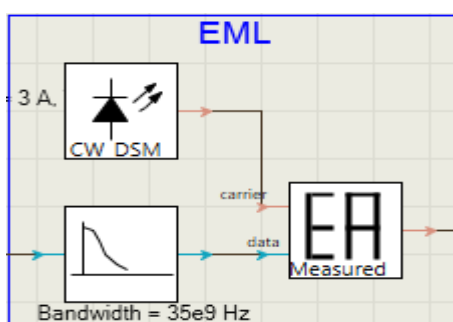 EML
= 3 A,
CW DSM
carrier
data
EA
Measured
Bandwidth = 35e9 Hz